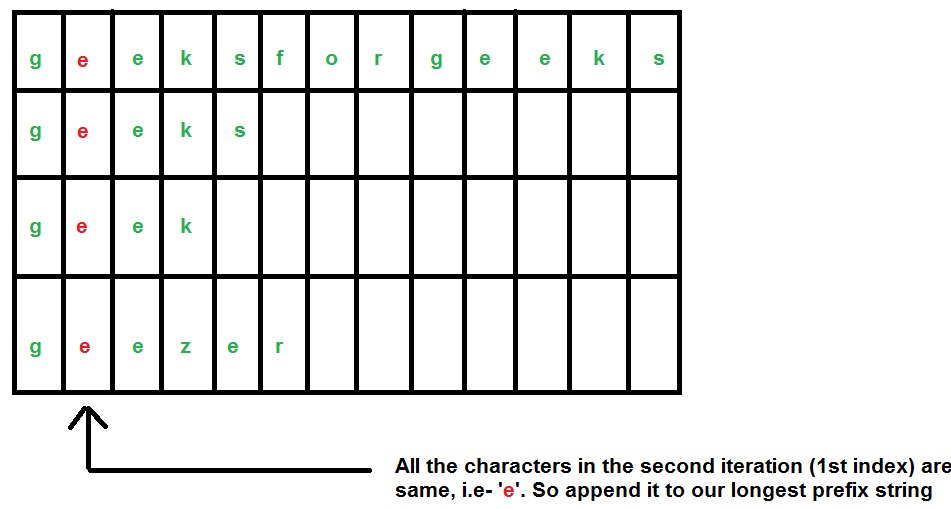 g e e k s f o r g e e k s
g e e k s
g e e k
g e e z e r
All the characters in the second iteration (1st index) are
same, i.e- 'e'. So append it to our longest prefix string